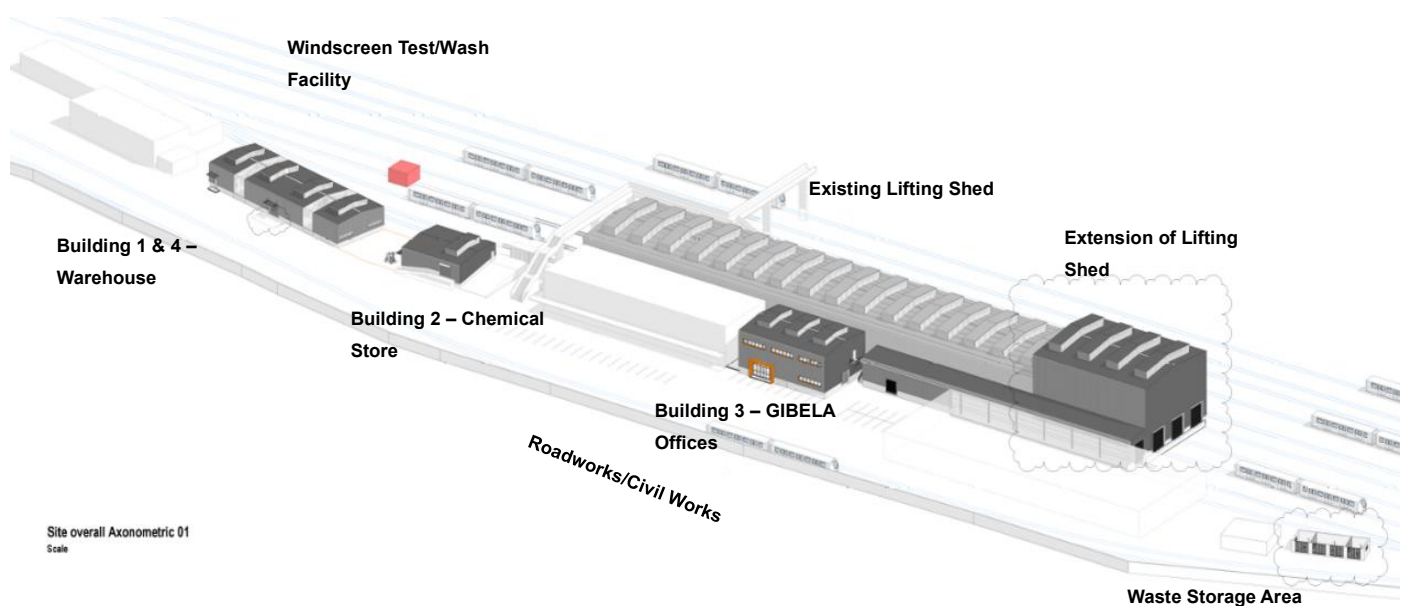 Windscreen Test/Wash
Facility
Existing Lifting Shed
Extension of Lifting
Shed
Building 1 & 4 –
Warehouse
Building 2 – Chemical
Store
Building 3 – GIBELA
Offices
Roadworks/Civil Works
Site overall Axonometric 01
Scale
Waste Storage Area